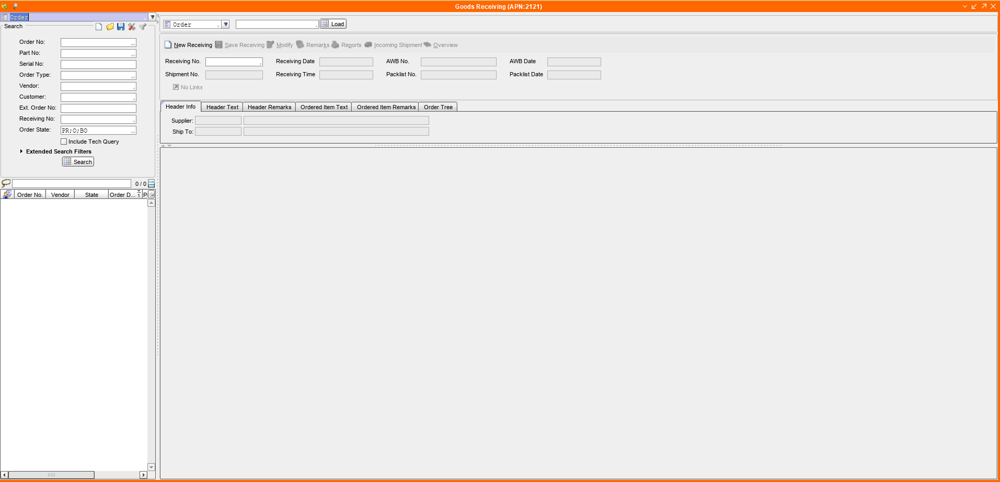 Goods Receiving (APN:2121)
Order
Search
Order No:
Part No:
Serial No:
Order Type:
Vendor:
Customer:
Ext. Order No:
Receiving No:
Order State: PR;O;BO
Include Tech Query
Extended Search Filters
Search
0 / 0
Order No. Vendor State Order D... 1 P
Order Load
New Receiving Save Receiving Modify Remarks Reports Incoming Shipment Overview
Receiving No. Receiving Date AWB No. AWB Date
Shipment No. Receiving Time Packlist No. Packlist Date
No Links
Header Info Header Text Header Remarks Ordered Item Text Ordered Item Remarks Order Tree
Supplier:
Ship To: